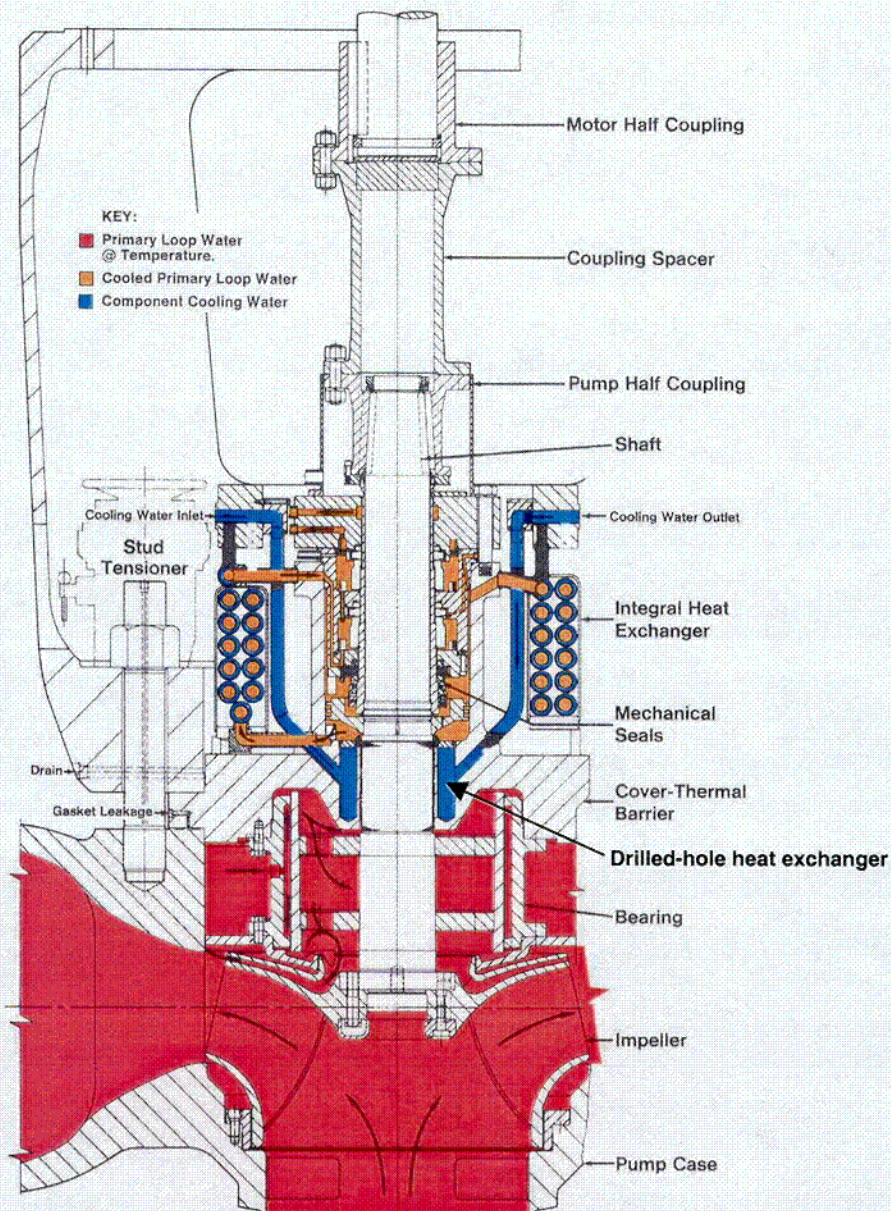 Motor Half Coupling
KEY:
Primary Loop Water
@ Temperature.
Cooled Primary Loop Water
Component Cooling Water
Coupling Spacer
Pump Half Coupling
Shaft
Cooling Water Inlet
Cooling Water Outlet
Stud
Tensioner
Integral Heat
Exchanger
Mechanical
Seals
Drain
Cover-Thermal
Barrier
Gasket Leakage
Drilled-hole heat exchanger
Bearing
Impeller
Pump Case